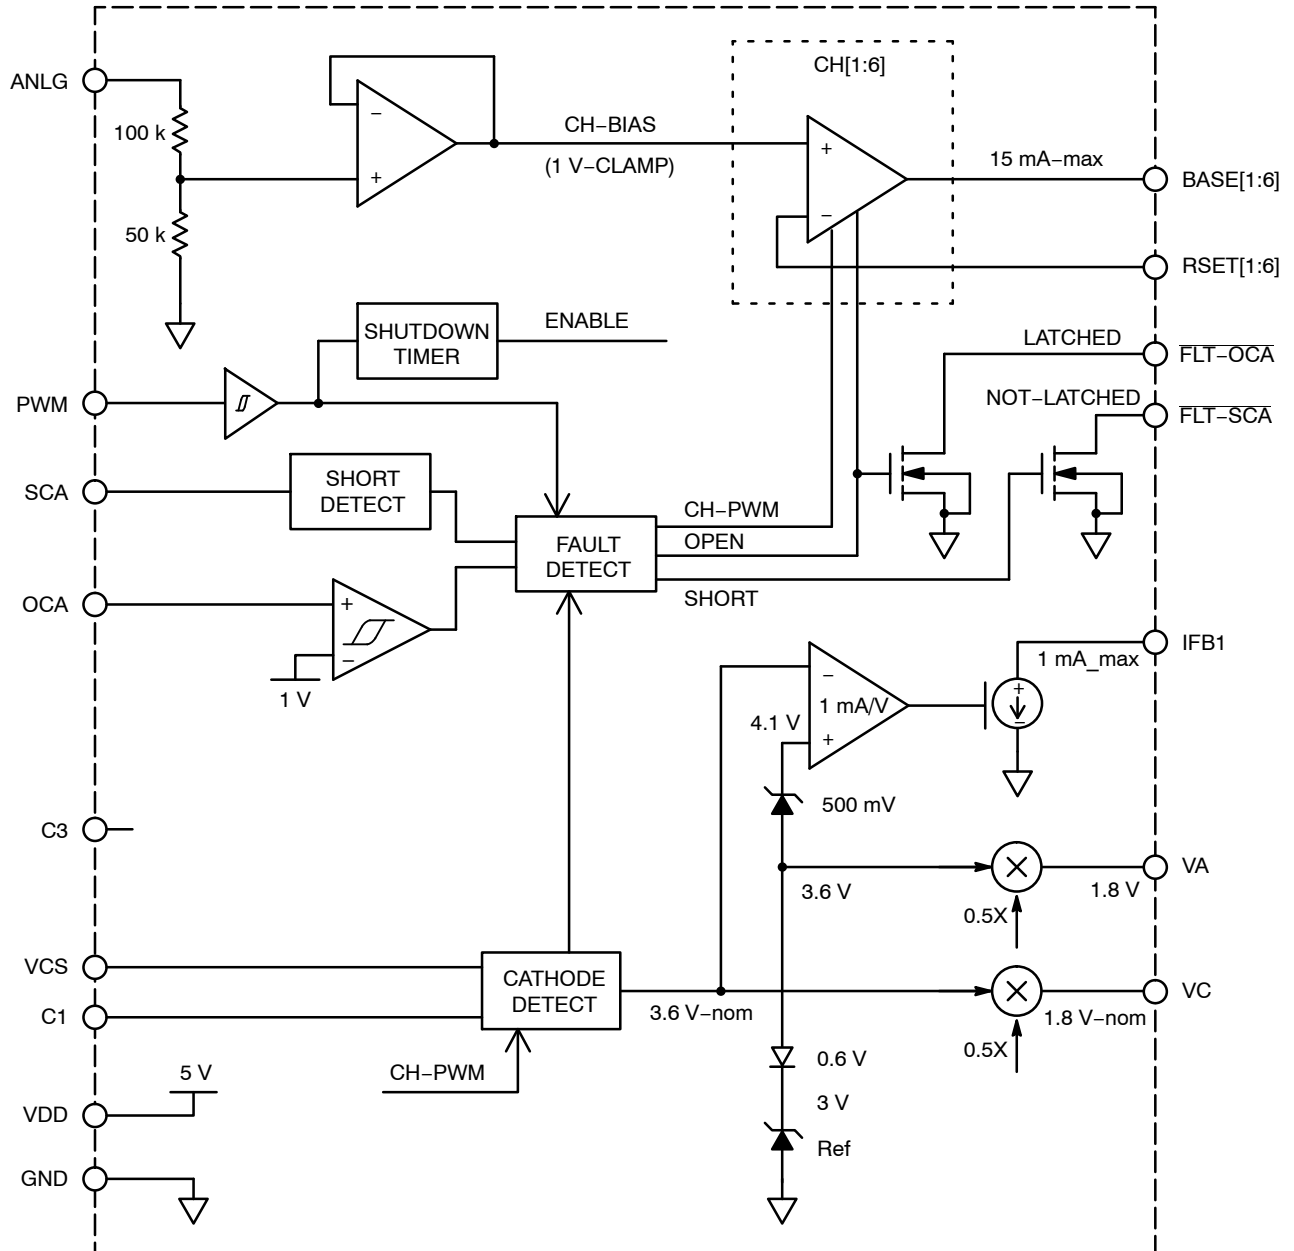 ANLG
100 k
50 k
−
+
CH−BIAS
(1 V−CLAMP)
CH[1:6]
+
−
15 mA−max
BASE[1:6]
RSET[1:6]
SHUTDOWN
TIMER
ENABLE
LATCHED
FLT−OCA
NOT−LATCHED
FLT−SCA
PWM
SCA
SHORT
DETECT
CH−PWM
OPEN
SHORT
FAULT
DETECT
OCA
+
−
1 V
IFB1
1 mA_max
−
1 mA/V
+
4.1 V
+
−
500 mV
C3
3.6 V
0.5X
1.8 V
VA
VCS
C1
CATHODE
DETECT
3.6 V−nom
0.5X
1.8 V−nom
VC
CH−PWM
0.6 V
3 V
Ref
5 V
VDD
GND